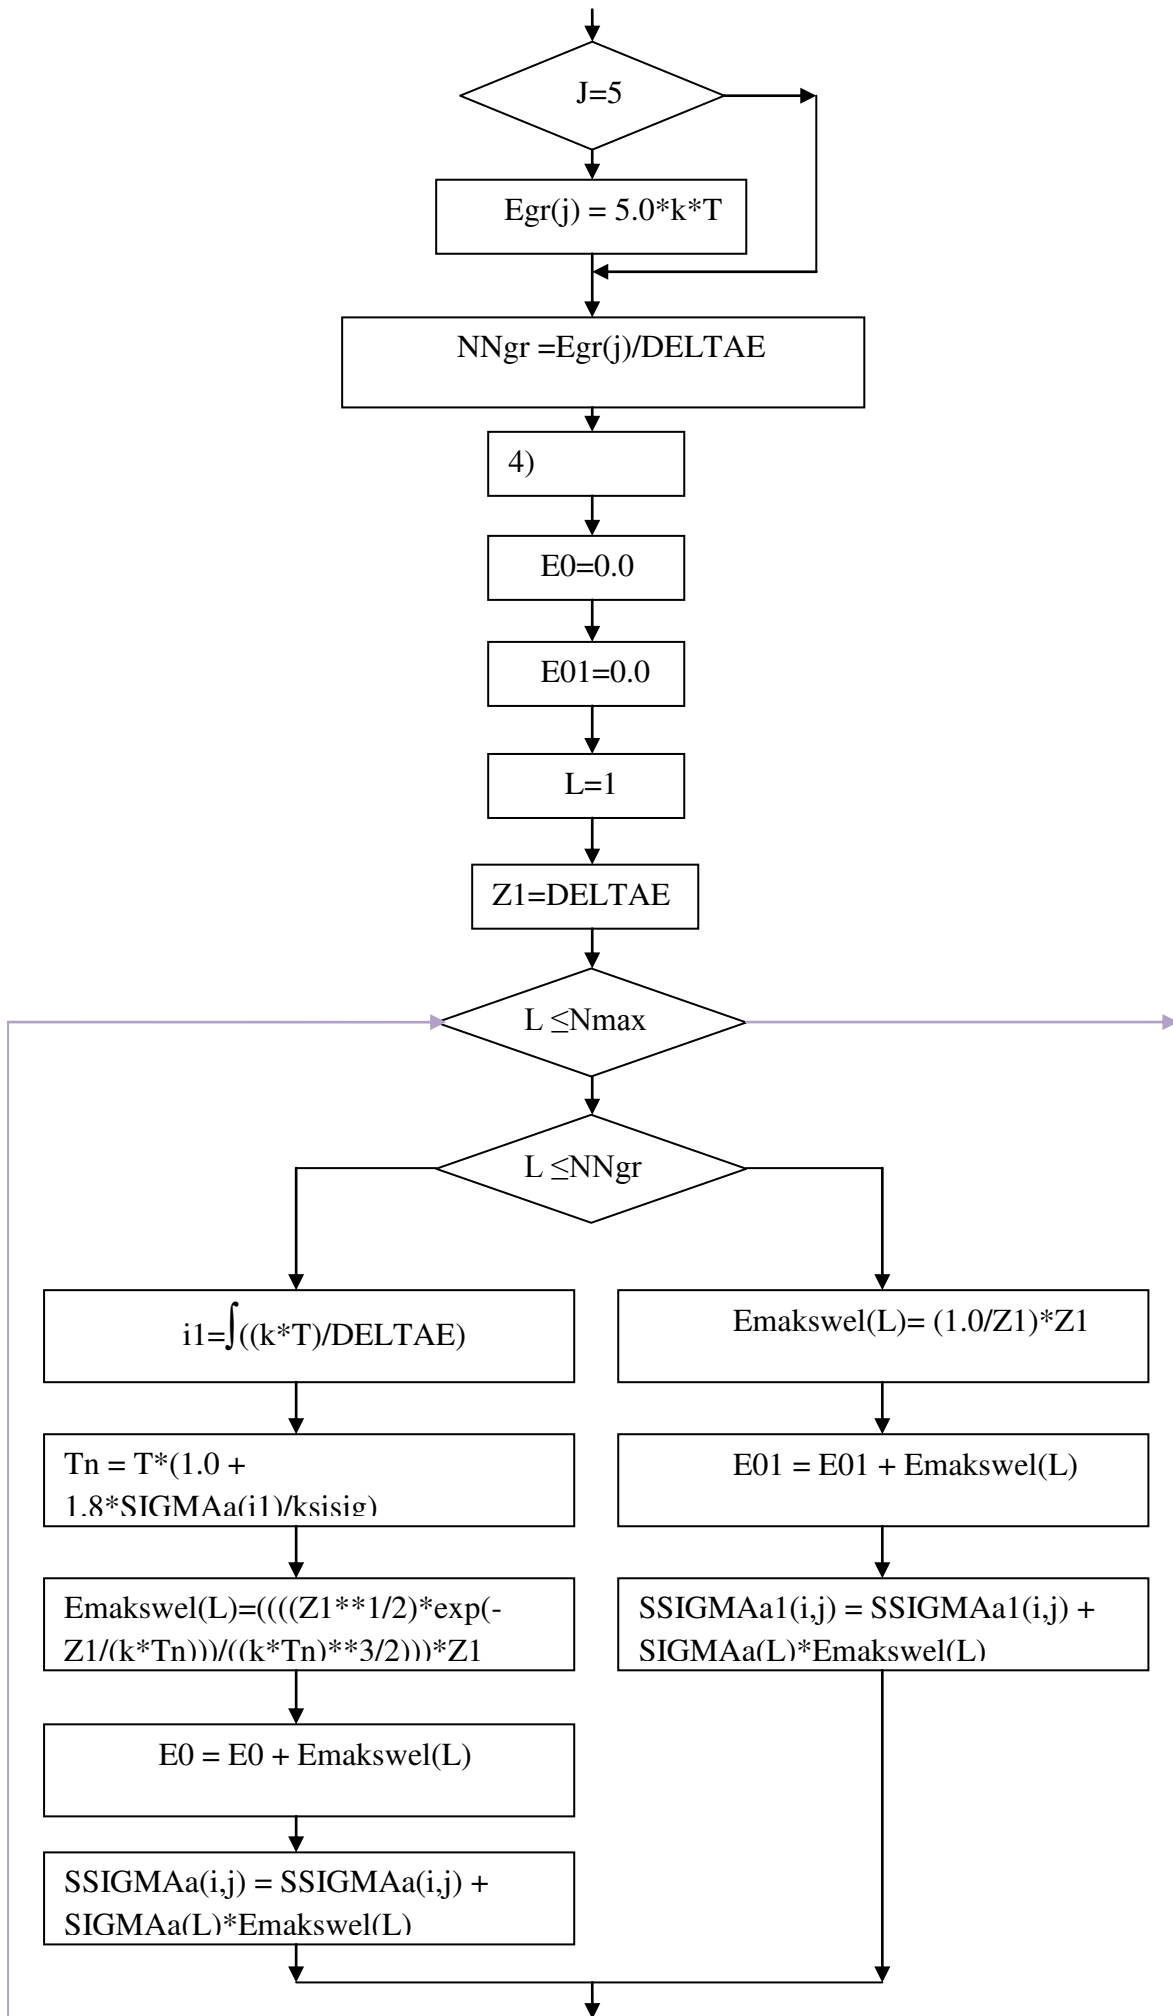 J=5
Egr(j) = 5.0*k*T
NNgr =Egr(j)/DELTAE
4)
E0=0.0
E01=0.0
L=1
Z1=DELTAE
L ≤Nmax
L ≤NNgr
i1=∫((k*T)/DELTAE)
Tn = T*(1.0 +
1.8*SIGMAa(i1)/ksisig)
Emakswel(L)=((((Z1**1/2)*exp(-
Z1/(k*Tn)))/((k*Tn)**3/2)))*Z1
E0 = E0 + Emakswel(L)
SSIGMAa(i,j) = SSIGMAa(i,j) +
SIGMAa(L)*Emakswel(L)
Emakswel(L)= (1.0/Z1)*Z1
E01 = E01 + Emakswel(L)
SSIGMAa1(i,j) = SSIGMAa1(i,j) +
SIGMAa(L)*Emakswel(L)